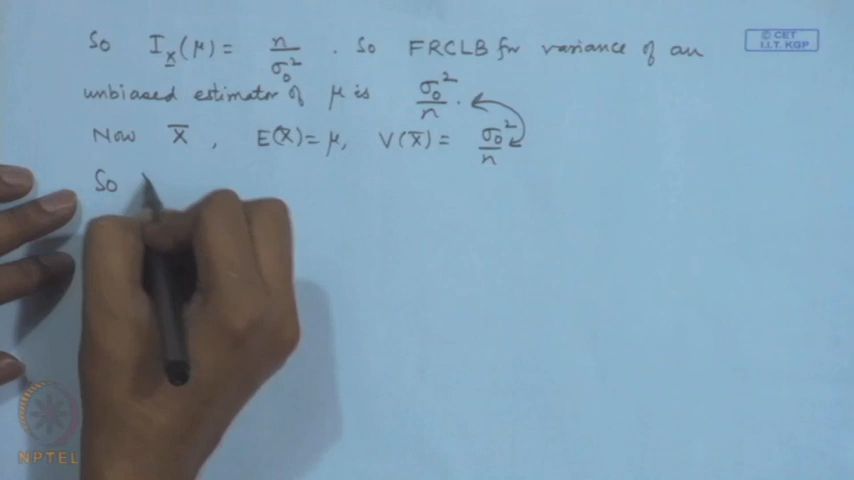 So I_X(μ) = n/σ₀² . So FRCLB for variance of an
© CET
I.I.T. KGP
unbiased estimator of μ is σ₀²/n .
Now X̄ , E(X̄) = μ, V(X̄) = σ₀²/n
So
NPTEL